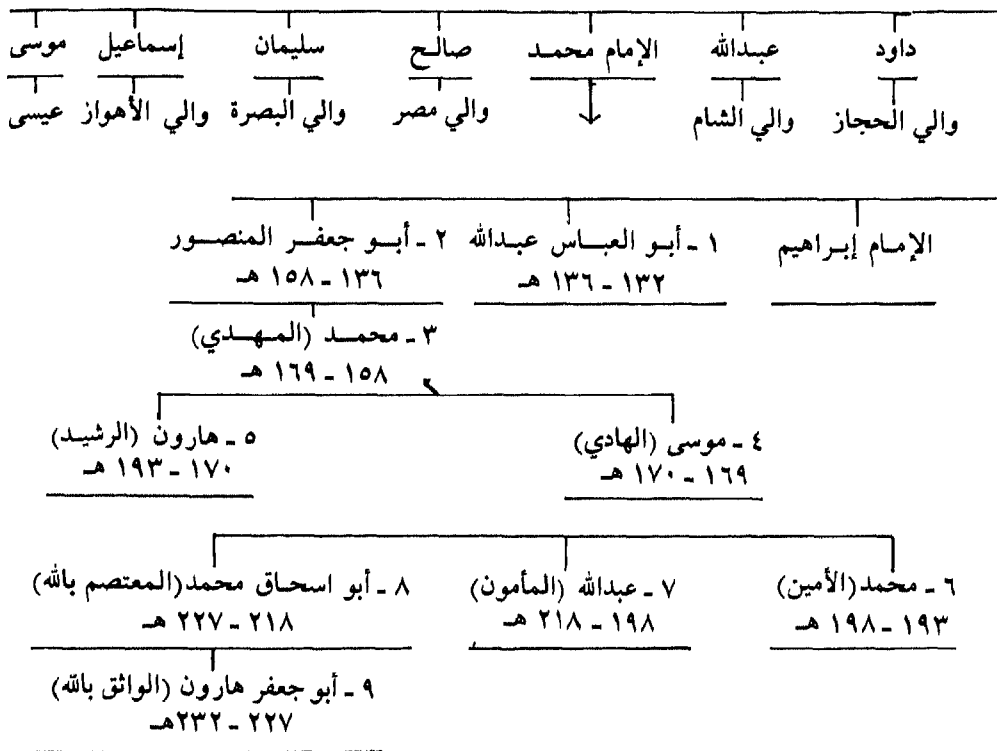 داود عبدالله الإمام محمد صالح سليمان إسماعيل موسى
والي الحجاز والي الشام والي مصر والي البصرة والي الأهواز عيسى
الإمام إبراهيم ١ ـ أبو العباس عبدالله ٢ ـ أبو جعفر المنصور
١٣٢ ـ ١٣٦ هـ ١٣٦ ـ ١٥٨ هـ
٣ ـ محمد (المهدي)
١٥٨ ـ ١٦٩ هـ
٤ ـ موسى (الهادي) ٥ ـ هارون (الرشيد)
١٦٩ ـ ١٧٠ هـ ١٧٠ ـ ١٩٣ هـ
٦ ـ محمد (الأمين) ٧ ـ عبدالله (المأمون) ٨ ـ أبو اسحاق محمد (المعتصم بالله)
١٩٣ ـ ١٩٨ هـ ١٩٨ ـ ٢١٨ هـ ٢١٨ ـ ٢٢٧ هـ
٩ ـ أبو جعفر هارون (الواثق بالله)
٢٢٧ ـ ٢٣٢هـ